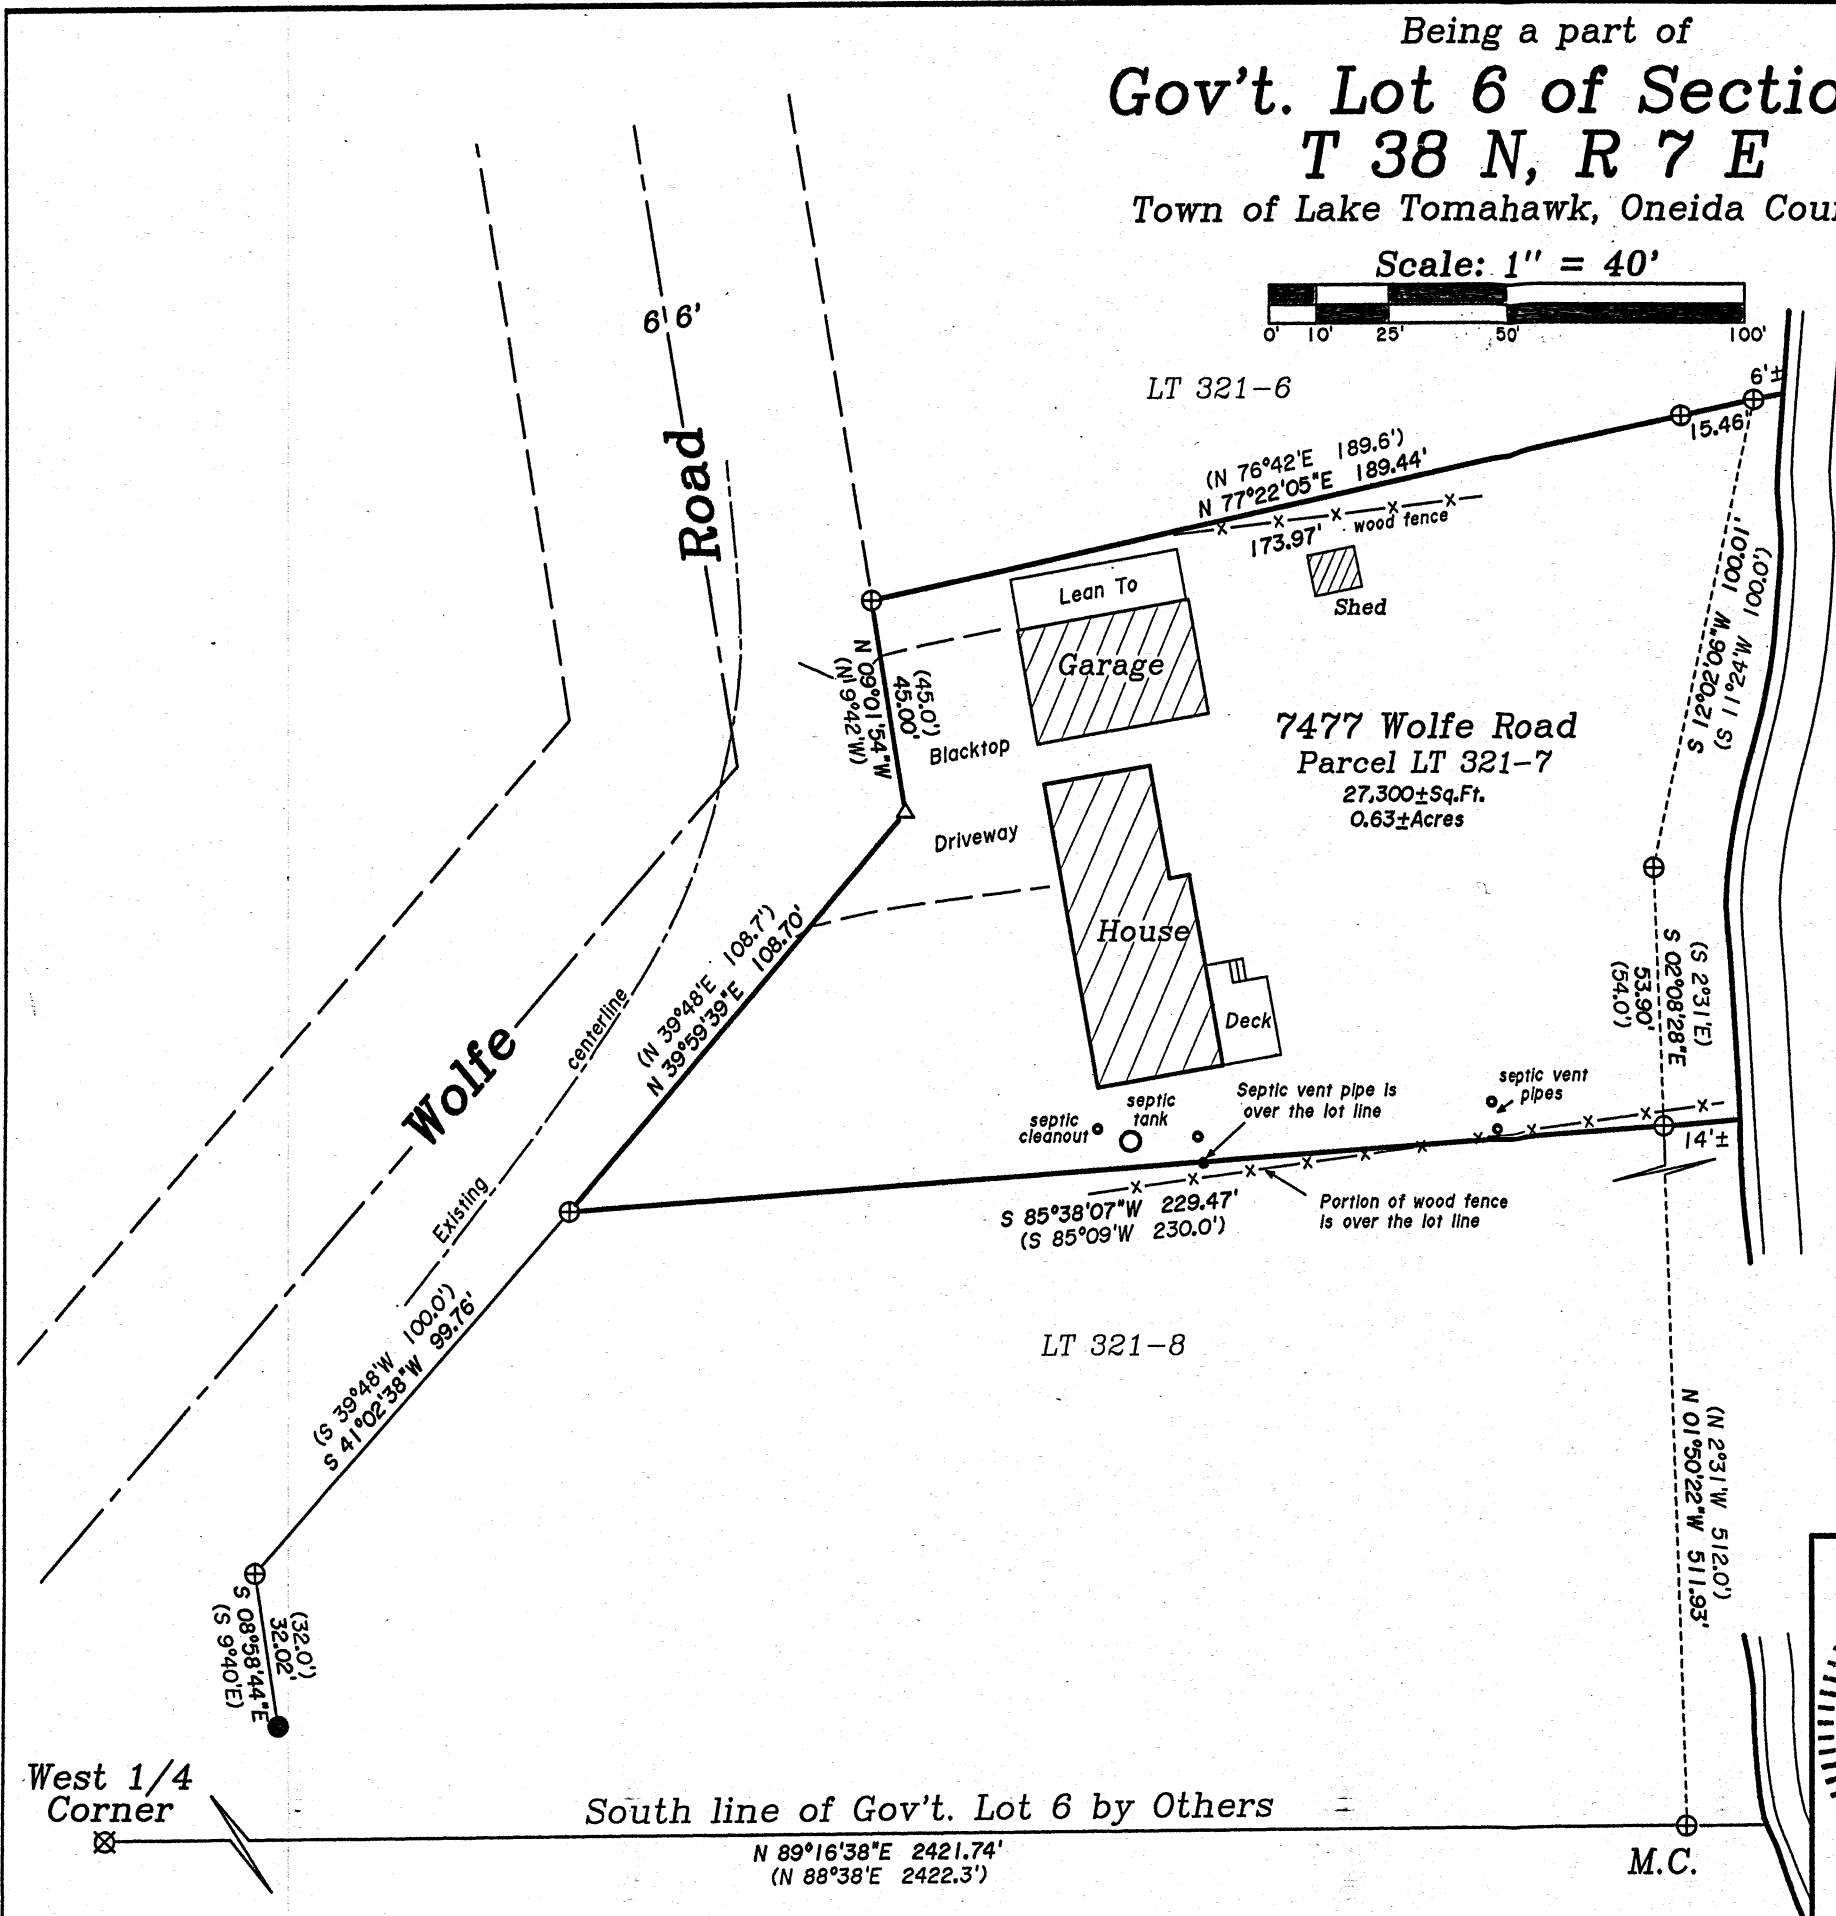 Being a part of
Gov't. Lot 6 of Sectio
T 38 N, R 7 E
Town of Lake Tomahawk, Oneida Cou
Scale: 1" = 40'
0' 10' 25' 50' 100'
66'
Road
LT 321-6
6'±
15.46'
(N 76°42'E 189.6')
N 77°22'05"E 189.44'
173.97'
wood fence
Lean To
Shed
Garage
S 12°02'06"W 100.01'
(S 11°24'W 100.0')
(45.0')
45.00'
N 09°01'54"W
(N 9°42'W)
Blacktop
7477 Wolfe Road
Parcel LT 321-7
27,300±Sq.Ft.
0.63±Acres
Driveway
House
Deck
(N 39°48'E 108.7')
N 39°59'39"E 108.70'
(S 2°31'E)
S 02°08'28"E
53.90'
(54.0')
Wolfe
Existing centerline
septic
cleanout
septic
tank
Septic vent pipe is
over the lot line
septic vent
pipes
14'±
S 85°38'07"W 229.47'
(S 85°09'W 230.0')
Portion of wood fence
is over the lot line
LT 321-8
(S 39°48'W 100.0')
S 41°02'38"W 99.76'
(N 2°31'W 512.0')
N 01°50'22"W 511.93'
(32.0')
32.02'
S 08°58'44"E
(S 9°40'E)
West 1/4
Corner
South line of Gov't. Lot 6 by Others
N 89°16'38"E 2421.74'
(N 88°38'E 2422.3')
M.C.